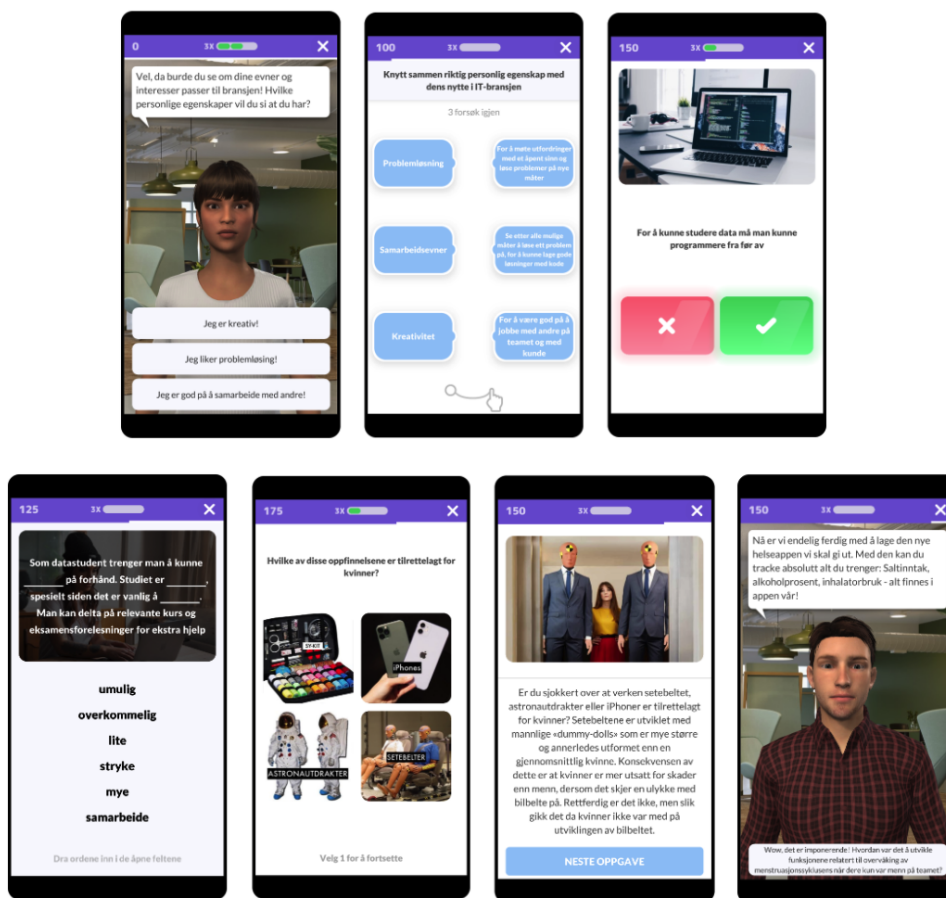 0
3X
Vel, da burde du se om dine evner og
interesser passer til bransjen! Hvilke
personlige egenskaper vil du si at du har?
Jeg er kreativ!
Jeg liker problemløsing!
Jeg er god på å samarbeide med andre!
100
3X
Knytt sammen riktig personlig egenskap med
dens nytte i IT-bransjen
3 forsøk igjen
Problemløsning
For å møte utfordringer
med et åpent sinn og
løse problemer på nye
måter
Samarbeidsevner
Se etter alle mulige
måter å løse ett problem
på, for å kunne lage gode
løsninger med kode
Kreativitet
For å være god på å
jobbe med andre på
teamet og med
kunde
150
3X
For å kunne studere data må man kunne
programmere fra før av
125
3X
Som datastudent trenger man å kunne
______ på forhånd. Studiet er ______,
spesielt siden det er vanlig å ______.
Man kan delta på relevante kurs og
eksamensforelesninger for ekstra hjelp
umulig
overkommelig
lite
stryke
mye
samarbeide
Dra ordene inn i de åpne feltene
175
3X
Hvilke av disse oppfinnelsene er tilrettelagt for
kvinner?
SY-KIT
iPhones
ASTRONAUTDRAKTER
SETEBELTER
Velg 1 for å fortsette
150
3X
Er du sjokkert over at verken setebeltet,
astronautdrakter eller iPhoner er tilrettelagt
for kvinner? Setebeltene er utviklet med
mannlige «dummy-dolls» som er mye større
og annerledes utformet enn en
gjennomsnittlig kvinne. Konsekvensen av
dette er at kvinner er mer utsatt for skader
enn menn, dersom det skjer en ulykke med
bilbelte på. Rettferdig er det ikke, men slik
gikk det da kvinner ikke var med på
utviklingen av bilbeltet.
NESTE OPPGAVE
150
3X
Nå er vi endelig ferdig med å lage den nye
helseappen vi skal gi ut. Med den kan du
tracke absolutt alt du trenger: Saltinntak,
alkoholprosent, inhalatorbruk - alt finnes i
appen vår!
Wow, det er imponerende! Hvordan var det å utvikle
funksjonene relatert til overvåking av
menstruasjonssyklusens når dere kun var menn på teamet?